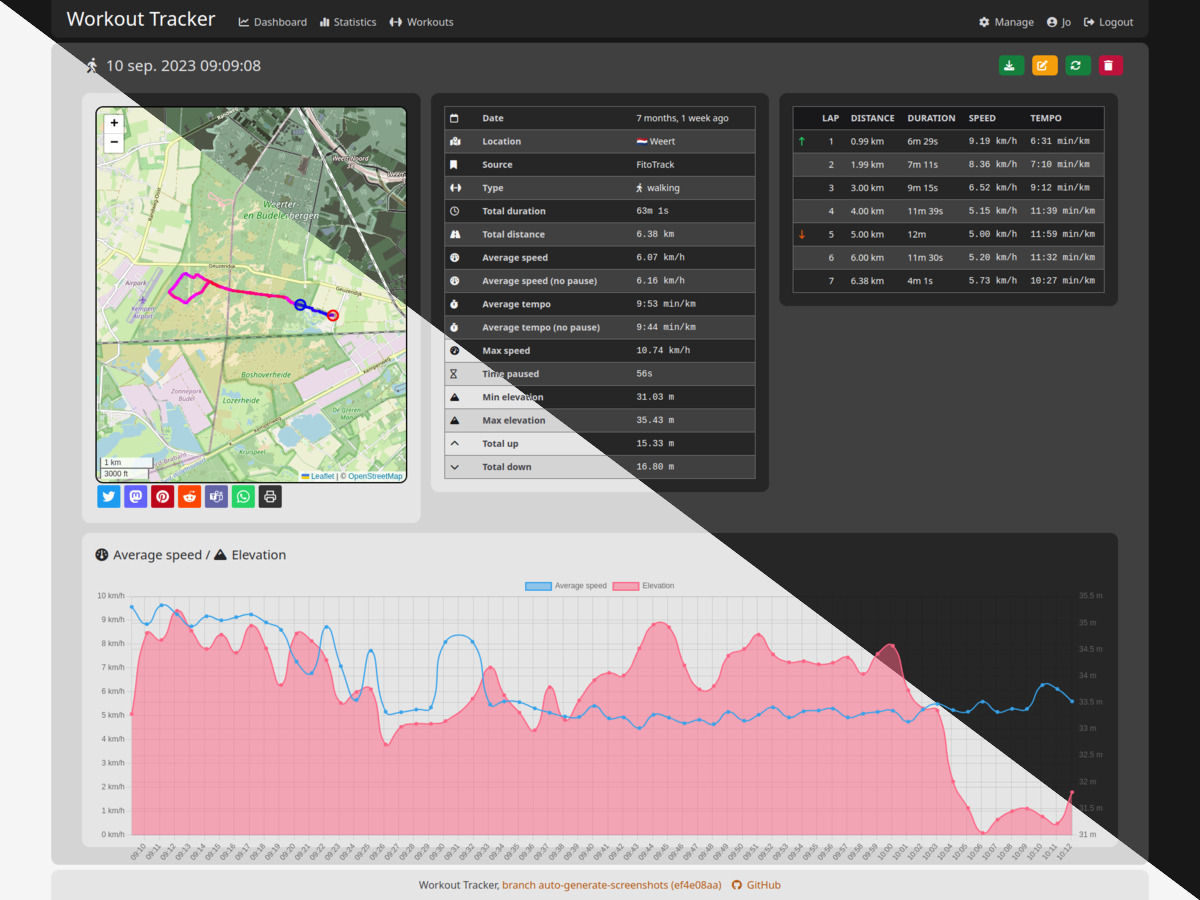 Workout Tracker Dashboard Statistics Workouts Manage Jo Logout
10 sep. 2023 09:09:08
+
−
Weert-Noord
Weerter-
en Budelerbergen
Geuzendijk
Geuzendijk
Airpark
Kempen
Airport
Boshoverheide
Zonnepark
Budel
Lozerheide
De IJzeren
Man
Kempenweg
Kempenweg
Kruispeel
1 km
3000 ft
Leaflet | © OpenStreetMap
Date 7 months, 1 week ago
Location 🇳🇱 Weert
Source FitoTrack
Type walking
Total duration 63m 1s
Total distance 6.38 km
Average speed 6.07 km/h
Average speed (no pause) 6.16 km/h
Average tempo 9:53 min/km
Average tempo (no pause) 9:44 min/km
Max speed 10.74 km/h
Time paused 56s
Min elevation 31.03 m
Max elevation 35.43 m
Total up 15.33 m
Total down 16.80 m
LAP DISTANCE DURATION SPEED TEMPO
↑ 1 0.99 km 6m 29s 9.19 km/h 6:31 min/km
2 1.99 km 7m 11s 8.36 km/h 7:10 min/km
3 3.00 km 9m 15s 6.52 km/h 9:12 min/km
4 4.00 km 11m 39s 5.15 km/h 11:39 min/km
↓ 5 5.00 km 12m 5.00 km/h 11:59 min/km
6 6.00 km 11m 30s 5.20 km/h 11:32 min/km
7 6.38 km 4m 1s 5.73 km/h 10:27 min/km
Average speed / Elevation
Average speed Elevation
10 km/h
9 km/h
8 km/h
7 km/h
6 km/h
5 km/h
4 km/h
3 km/h
2 km/h
1 km/h
0 km/h
35.5 m
35 m
34.5 m
34 m
33.5 m
33 m
32.5 m
32 m
31.5 m
31 m
09:10 09:11 09:12 09:13 09:14 09:15 09:16 09:17 09:18 09:19 09:20 09:21 09:22 09:23 09:24 09:25 09:26 09:27 09:28 09:29 09:30 09:31 09:32 09:33 09:34 09:35 09:36 09:37 09:38 09:39 09:40 09:41 09:42 09:43 09:44 09:45 09:46 09:47 09:48 09:49 09:50 09:51 09:52 09:53 09:54 09:55 09:56 09:57 09:58 09:59 10:00 10:01 10:02 10:03 10:04 10:05 10:06 10:07 10:08 10:09 10:10 10:11 10:12
Workout Tracker, branch auto-generate-screenshots (ef4e08aa) GitHub